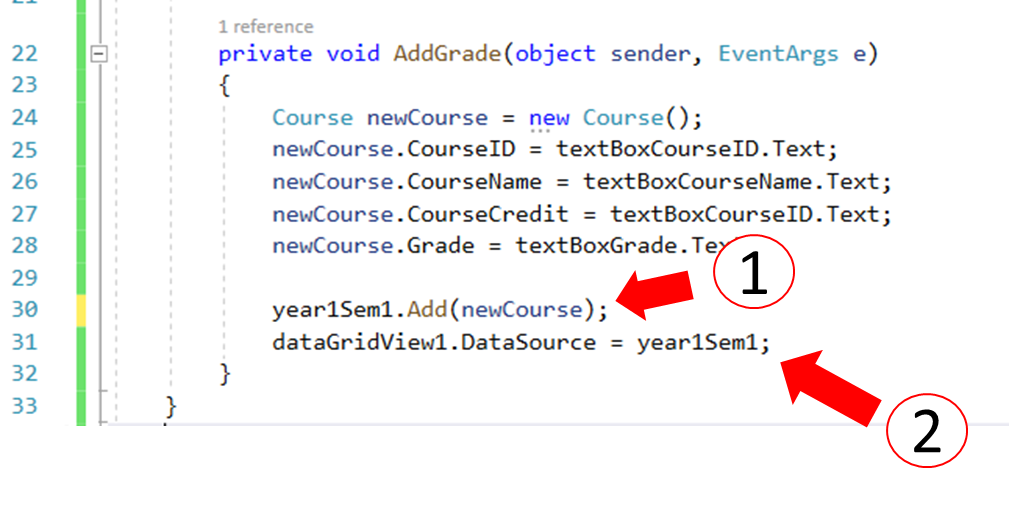 1 reference
22 private void AddGrade(object sender, EventArgs e)
23 {
24 Course newCourse = new Course();
25 newCourse.CourseID = textBoxCourseID.Text;
26 newCourse.CourseName = textBoxCourseName.Text;
27 newCourse.CourseCredit = textBoxCourseID.Text;
28 newCourse.Grade = textBoxGrade.Tex
1
29
30 year1Sem1.Add(newCourse);
31 dataGridView1.DataSource = year1Sem1;
32 }
33 }
2